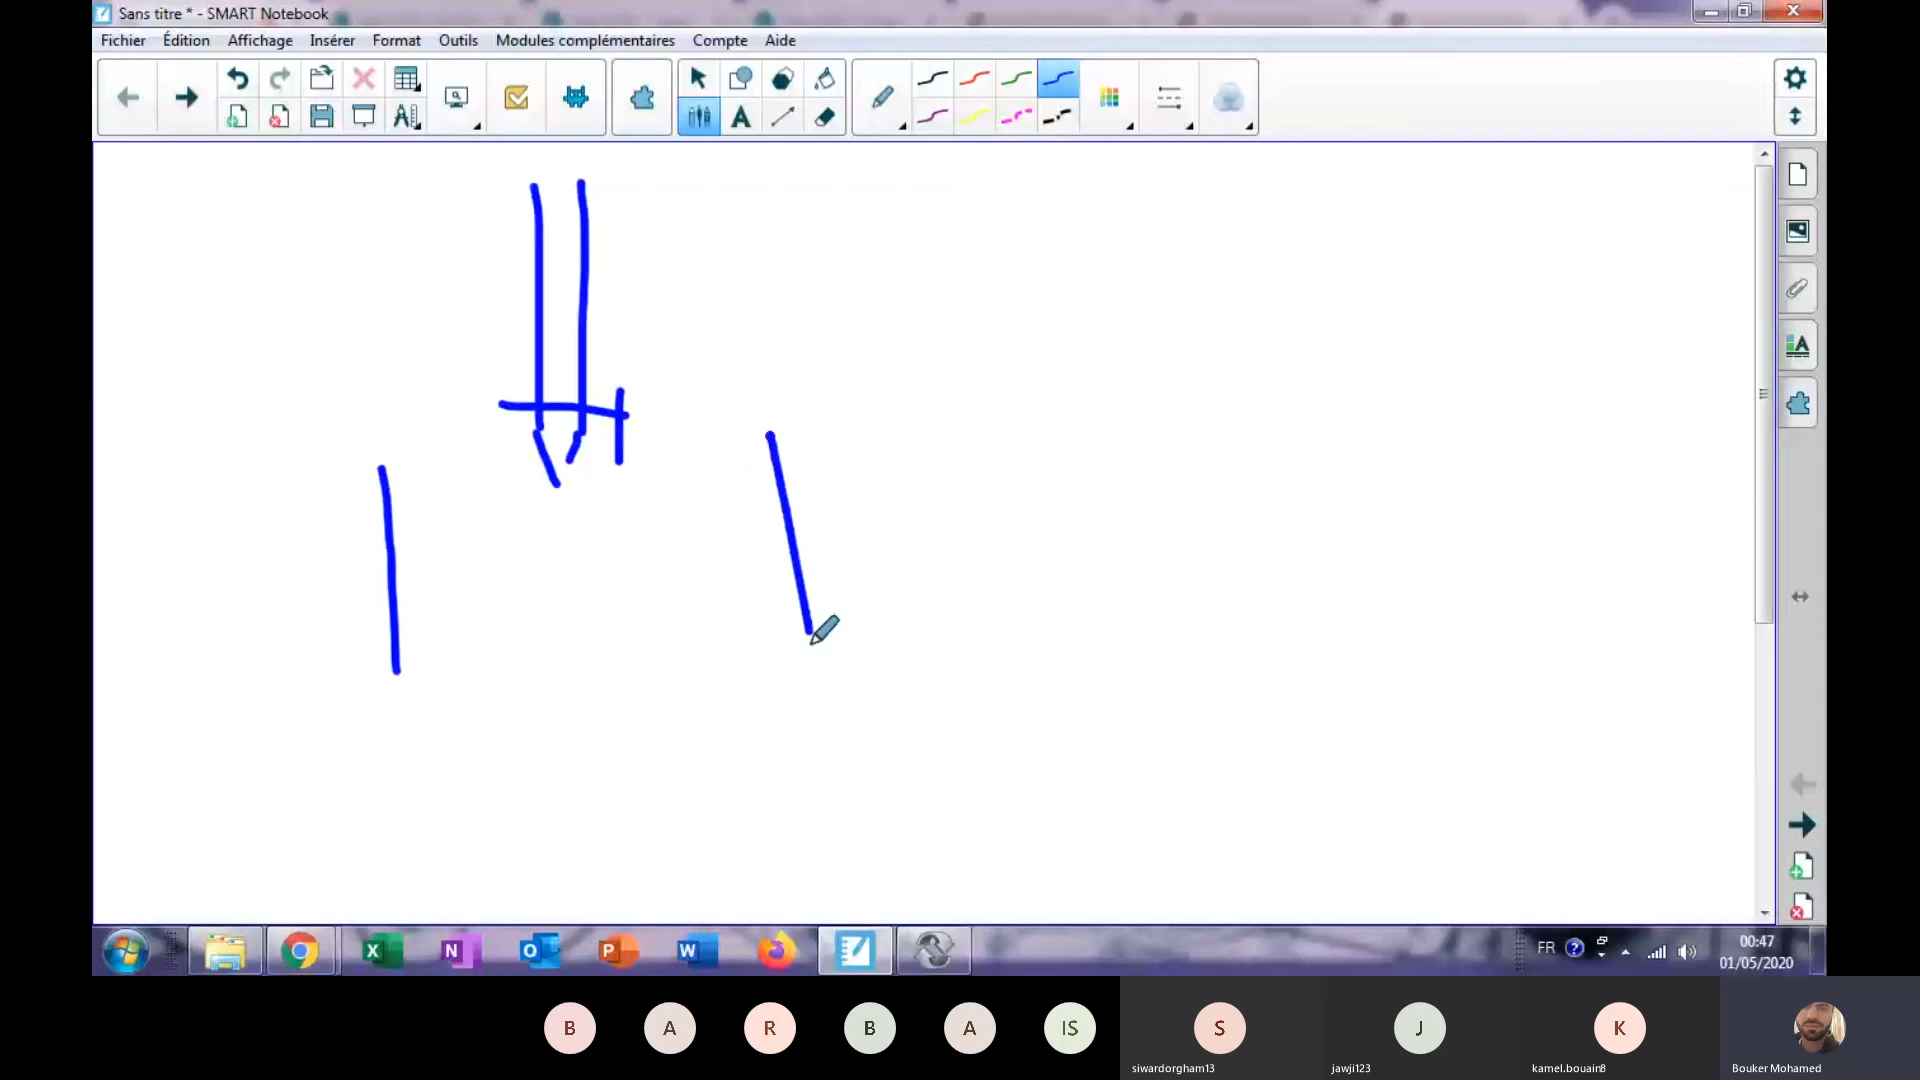 Sans titre * - SMART Notebook
Fichier Édition Affichage Insérer Format Outils Modules complémentaires Compte Aide
A
A
X N O P W
FR ? 00:47
01/05/2020
B A R B A IS S J K
siwardorgham13 jawji123 kamel.bouain8 Bouker Mohamed